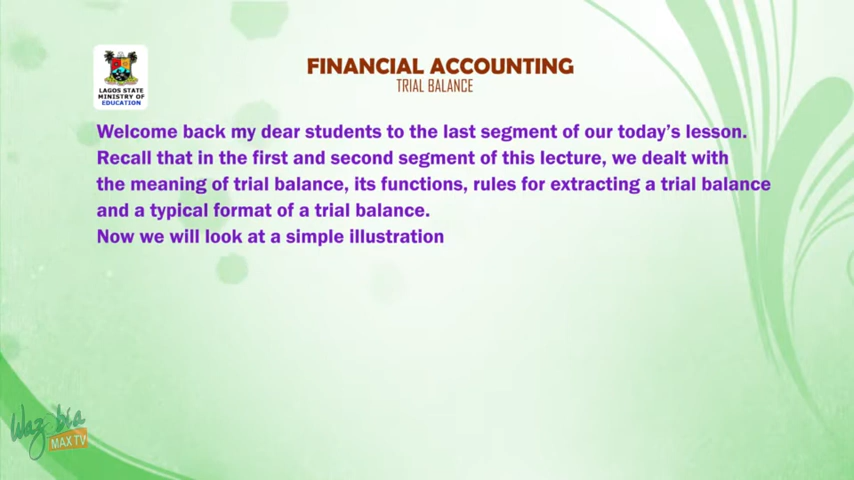 LAGOS STATE
MINISTRY OF
EDUCATION
FINANCIAL ACCOUNTING
TRIAL BALANCE
Welcome back my dear students to the last segment of our today's lesson.
Recall that in the first and second segment of this lecture, we dealt with
the meaning of trial balance, its functions, rules for extracting a trial balance
and a typical format of a trial balance.
Now we will look at a simple illustration
Wazobia
MAX TV